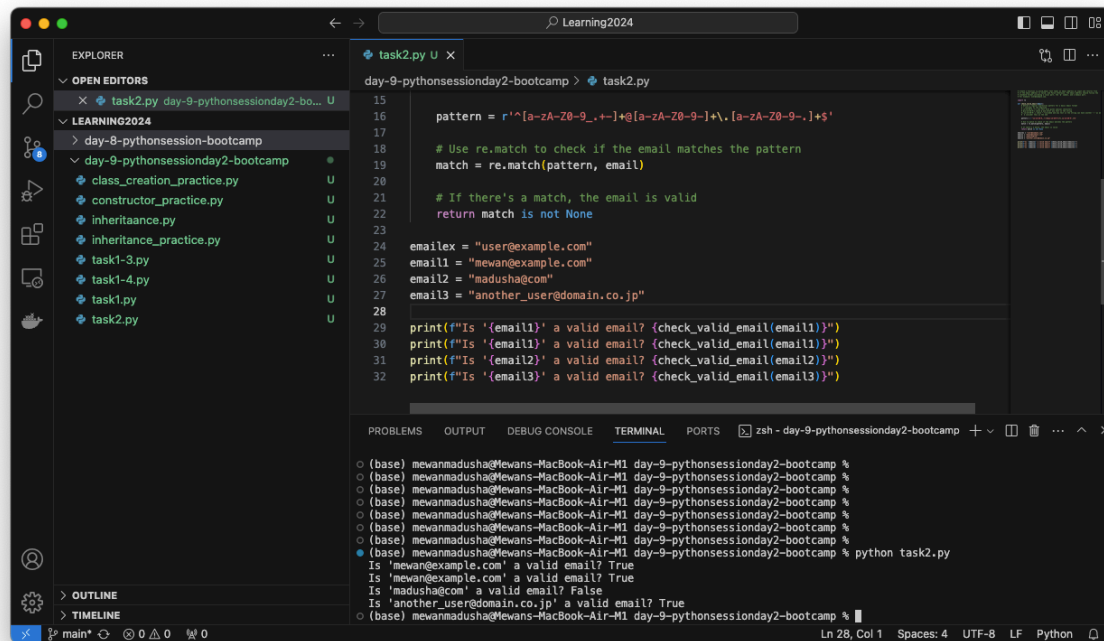 Learning2024
EXPLORER
OPEN EDITORS
task2.py day-9-pythonsessionday2-bo... U
LEARNING2024
day-8-pythonsession-bootcamp
day-9-pythonsessionday2-bootcamp
class_creation_practice.py U
constructor_practice.py U
inheritaance.py U
inheritance_practice.py U
task1-3.py U
task1-4.py U
task1.py U
task2.py U
OUTLINE
TIMELINE
8
task2.py U
day-9-pythonsessionday2-bootcamp > task2.py
15
16 pattern = r'^[a-zA-Z0-9_.+-]+@[a-zA-Z0-9-]+\.[a-zA-Z0-9-.]+$'
17
18 # Use re.match to check if the email matches the pattern
19 match = re.match(pattern, email)
20
21 # If there's a match, the email is valid
22 return match is not None
23
24 emailex = "user@example.com"
25 email1 = "mewan@example.com"
26 email2 = "madusha@com"
27 email3 = "another_user@domain.co.jp"
28
29 print(f"Is '{email1}' a valid email? {check_valid_email(email1)}")
30 print(f"Is '{email1}' a valid email? {check_valid_email(email1)}")
31 print(f"Is '{email2}' a valid email? {check_valid_email(email2)}")
32 print(f"Is '{email3}' a valid email? {check_valid_email(email3)}")
PROBLEMS OUTPUT DEBUG CONSOLE TERMINAL PORTS zsh - day-9-pythonsessionday2-bootcamp
(base) mewanmadusha@Mewans-MacBook-Air-M1 day-9-pythonsessionday2-bootcamp %
(base) mewanmadusha@Mewans-MacBook-Air-M1 day-9-pythonsessionday2-bootcamp %
(base) mewanmadusha@Mewans-MacBook-Air-M1 day-9-pythonsessionday2-bootcamp %
(base) mewanmadusha@Mewans-MacBook-Air-M1 day-9-pythonsessionday2-bootcamp %
(base) mewanmadusha@Mewans-MacBook-Air-M1 day-9-pythonsessionday2-bootcamp %
(base) mewanmadusha@Mewans-MacBook-Air-M1 day-9-pythonsessionday2-bootcamp %
(base) mewanmadusha@Mewans-MacBook-Air-M1 day-9-pythonsessionday2-bootcamp %
(base) mewanmadusha@Mewans-MacBook-Air-M1 day-9-pythonsessionday2-bootcamp % python task2.py
Is 'mewan@example.com' a valid email? True
Is 'mewan@example.com' a valid email? True
Is 'madusha@com' a valid email? False
Is 'another_user@domain.co.jp' a valid email? True
(base) mewanmadusha@Mewans-MacBook-Air-M1 day-9-pythonsessionday2-bootcamp %
main* 0 0 0 Ln 28, Col 1 Spaces: 4 UTF-8 LF Python